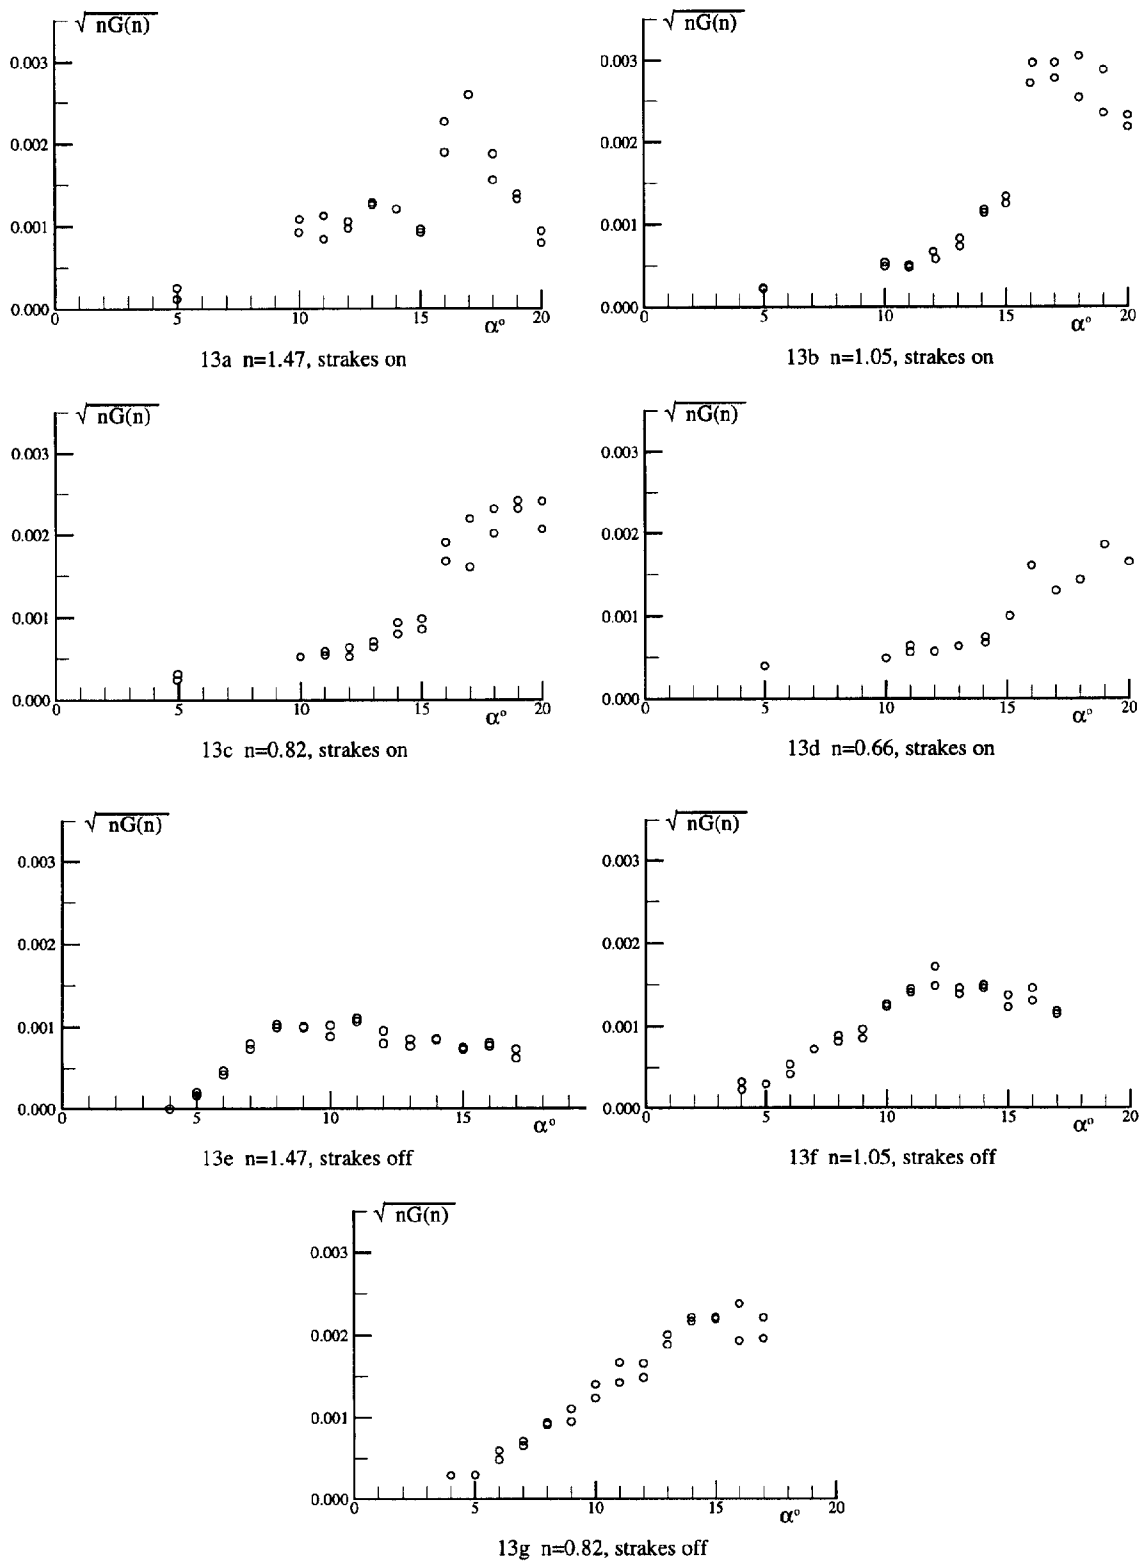 √nG(n)
0.003
0.002
0.001
0.000
0 5 10 15 20
α°
13a n=1.47, strakes on
√nG(n)
0.003
0.002
0.001
0.000
0 5 10 15 20
α°
13b n=1.05, strakes on
√nG(n)
0.003
0.002
0.001
0.000
0 5 10 15 20
α°
13c n=0.82, strakes on
√nG(n)
0.003
0.002
0.001
0.000
0 5 10 15 20
α°
13d n=0.66, strakes on
√nG(n)
0.003
0.002
0.001
0.000
0 5 10 15
α°
13e n=1.47, strakes off
√nG(n)
0.003
0.002
0.001
0.000
0 5 10 15 20
α°
13f n=1.05, strakes off
√nG(n)
0.003
0.002
0.001
0.000
0 5 10 15 20
α°
13g n=0.82, strakes off